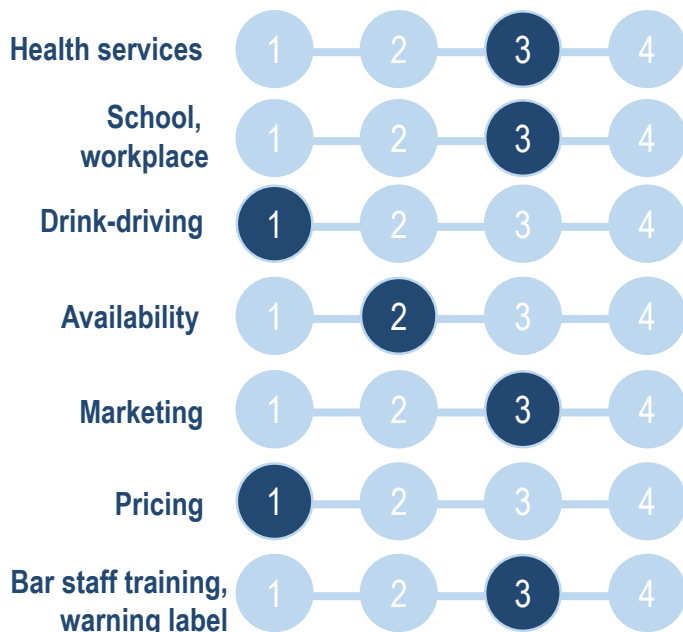 Health services 1 2 3 4
School,
workplace 1 2 3 4
Drink-driving 1 2 3 4
Availability 1 2 3 4
Marketing 1 2 3 4
Pricing 1 2 3 4
Bar staff training,
warning label 1 2 3 4